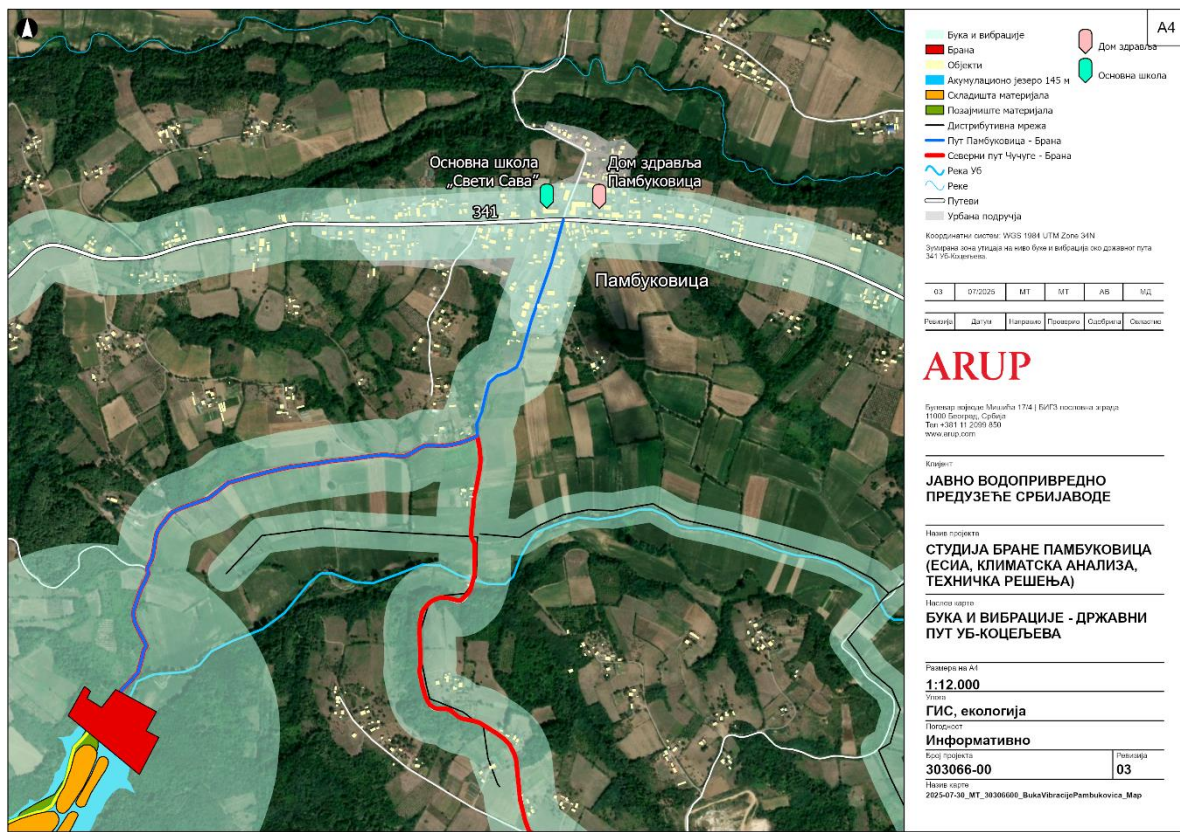 Основна школа
„Свети Сава"
Дом здравља
Памбуковица
341
Памбуковица
A4
Бука и вибрације
Брана
Објекти
Акумулационо језеро 145 м
Складишта материјала
Позајмиште материјала
Дистрибутивна мрежа
Пут Памбуковица - Брана
Северни пут Чучуге - Брана
Река Уб
Реке
Путеви
Урбана подручја
Дом здравља
Основна школа
Координатни систем: WGS 1984 UTM Zone 34N
Зумирана зона утицаја на ниво буке и вибрација око државног пута
341 Уб-Коцељева.
03 07/2025 МТ МТ АВ МД
Ревизија Датум Направио Проверио Одобрила Овластио
ARUP
Булевар војводе Мишића 17/4 | БИГЗ пословна зграда
11000 Београд, Србија
Тел +381 11 2099 850
www.arup.com
Клијент
ЈАВНО ВОДОПРИВРЕДНО
ПРЕДУЗЕЋЕ СРБИЈАВОДЕ
Назив пројекта
СТУДИЈА БРАНЕ ПАМБУКОВИЦА
(ЕСИА, КЛИМАТСКА АНАЛИЗА,
ТЕХНИЧКА РЕШЕЊА)
Наслов карте
БУКА И ВИБРАЦИЈЕ - ДРЖАВНИ
ПУТ УБ-КОЦЕЉЕВА
Размера на А4
1:12.000
Улога
ГИС, екологија
Погодност
Информативно
Број пројекта Ревизија
303066-00 03
Назив карте
2025-07-30_MT_30306600_BukaVibracijePambukovica_Map